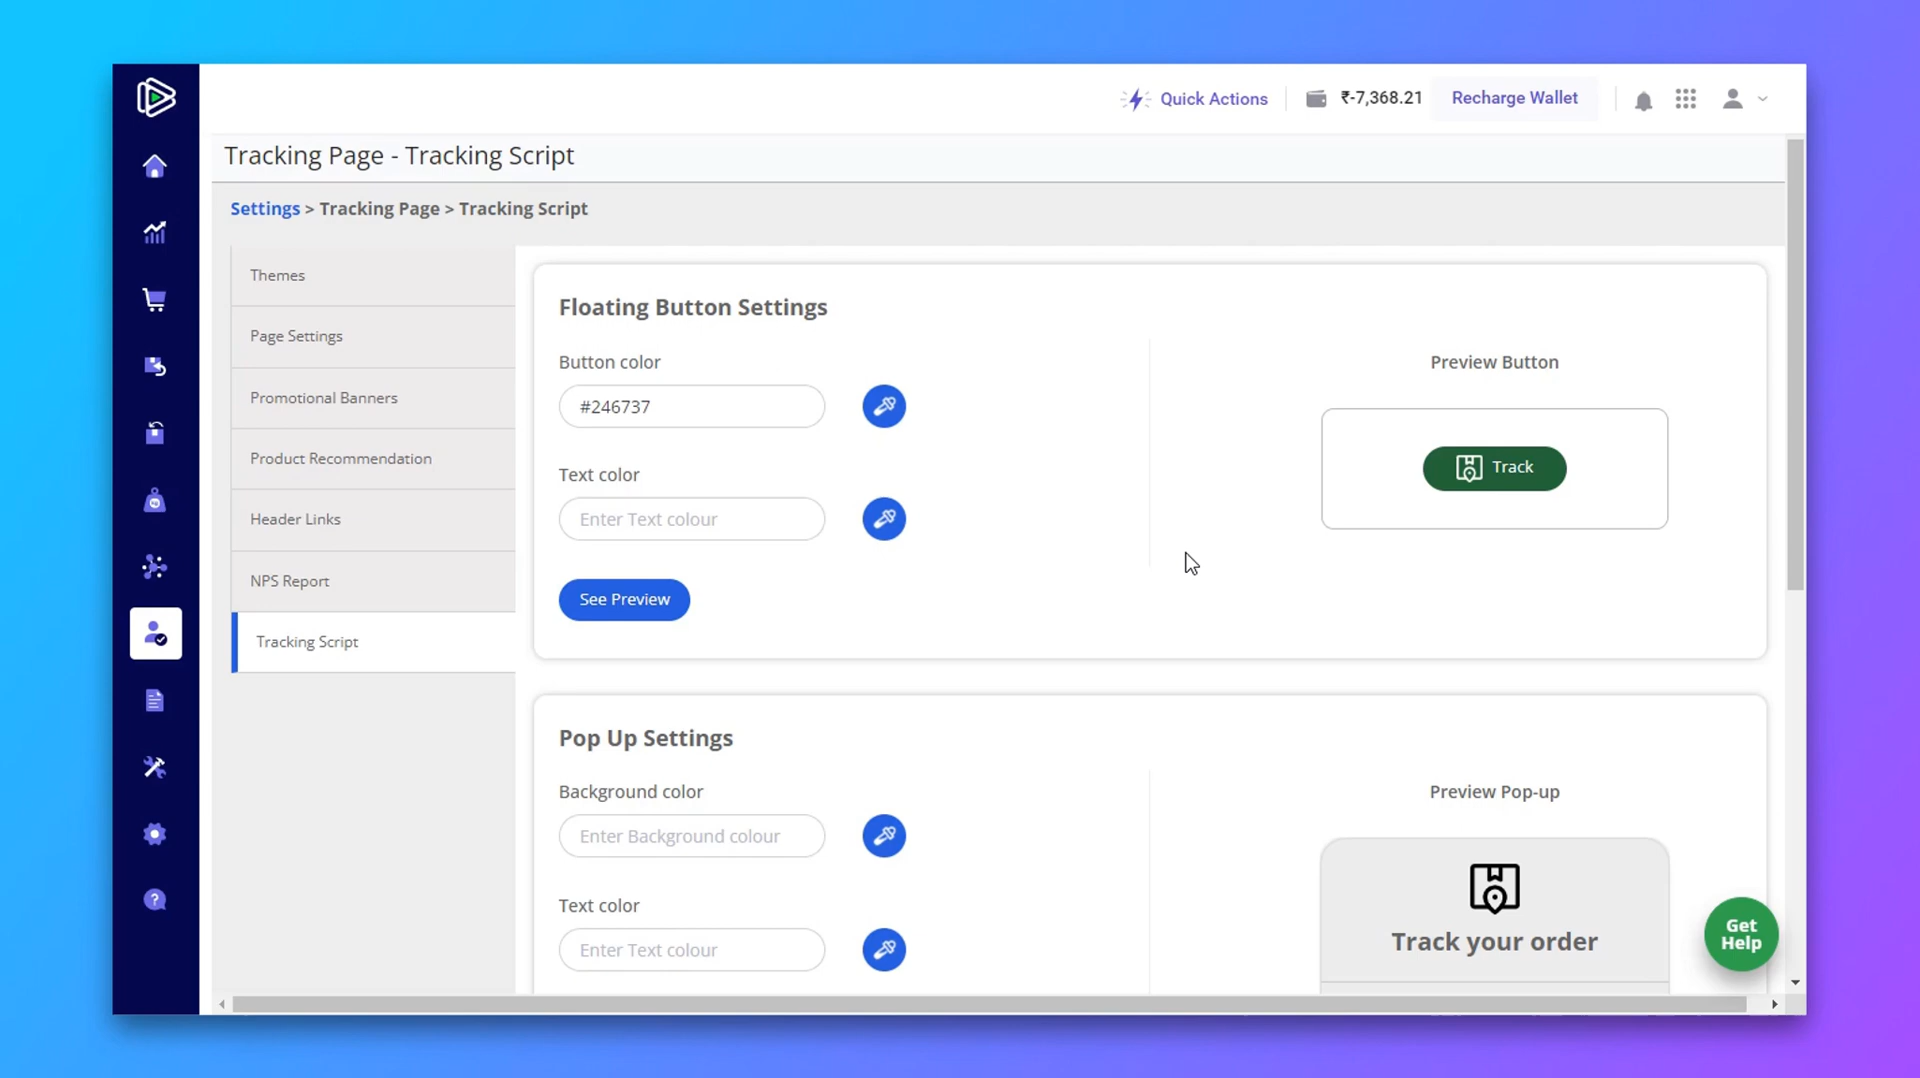 Quick Actions
₹-7,368.21
Recharge Wallet
Tracking Page - Tracking Script
Settings > Tracking Page > Tracking Script
Themes
Page Settings
Promotional Banners
Product Recommendation
Header Links
NPS Report
Tracking Script
Floating Button Settings
Button color
#246737
Text color
Enter Text colour
See Preview
Preview Button
Track
Pop Up Settings
Background color
Enter Background colour
Text color
Enter Text colour
Preview Pop-up
Track your order
Get
Help